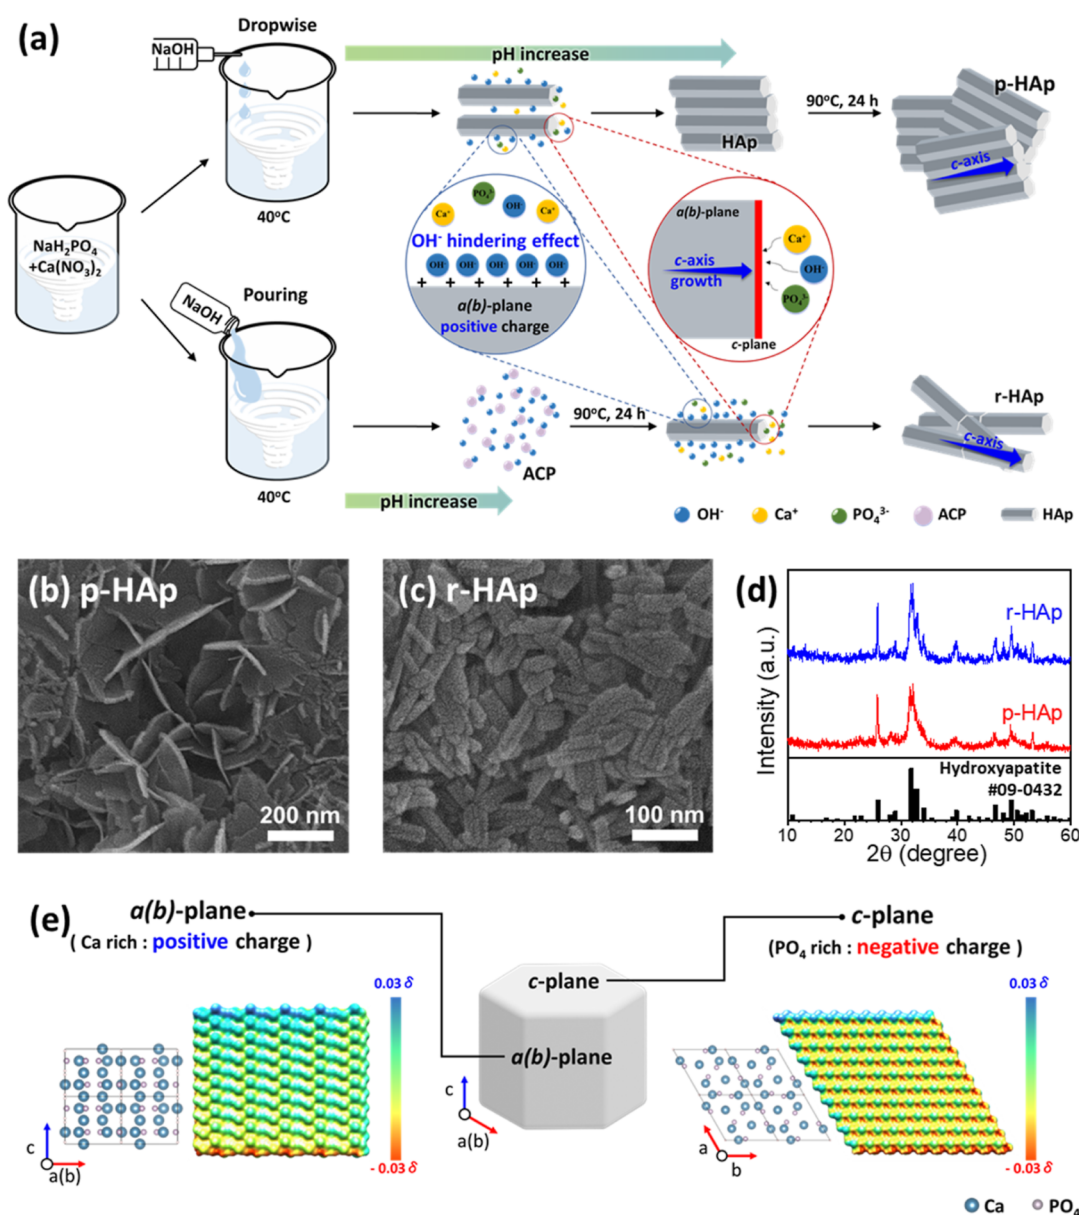 (a)
Dropwise
NaOH
40°C
pH increase
90°C, 24 h
p-HAp
HAp
c-axis
NaH₂PO₄
+Ca(NO₃)₂
PO₄³⁻
Ca⁺
OH⁻
Ca⁺
OH⁻ hindering effect
OH⁻ OH⁻ OH⁻ OH⁻ OH⁻
+ + + + +
a(b)-plane
positive charge
a(b)-plane
c-axis
growth
Ca⁺
OH⁻
PO₄³⁻
c-plane
Pouring
NaOH
40°C
ACP
90°C, 24 h
r-HAp
c-axis
pH increase
OH⁻ Ca⁺ PO₄³⁻ ACP HAp
(b) p-HAp
200 nm
(c) r-HAp
100 nm
(d)
r-HAp
p-HAp
Hydroxyapatite
#09-0432
Intensity (a.u.)
10 20 30 40 50 60
2θ (degree)
(e)
a(b)-plane
( Ca rich : positive charge )
c-plane
(PO₄ rich : negative charge )
0.03 δ
- 0.03 δ
c
a(b)
c-plane
a(b)-plane
c
a(b)
0.03 δ
- 0.03 δ
a
b
Ca PO₄